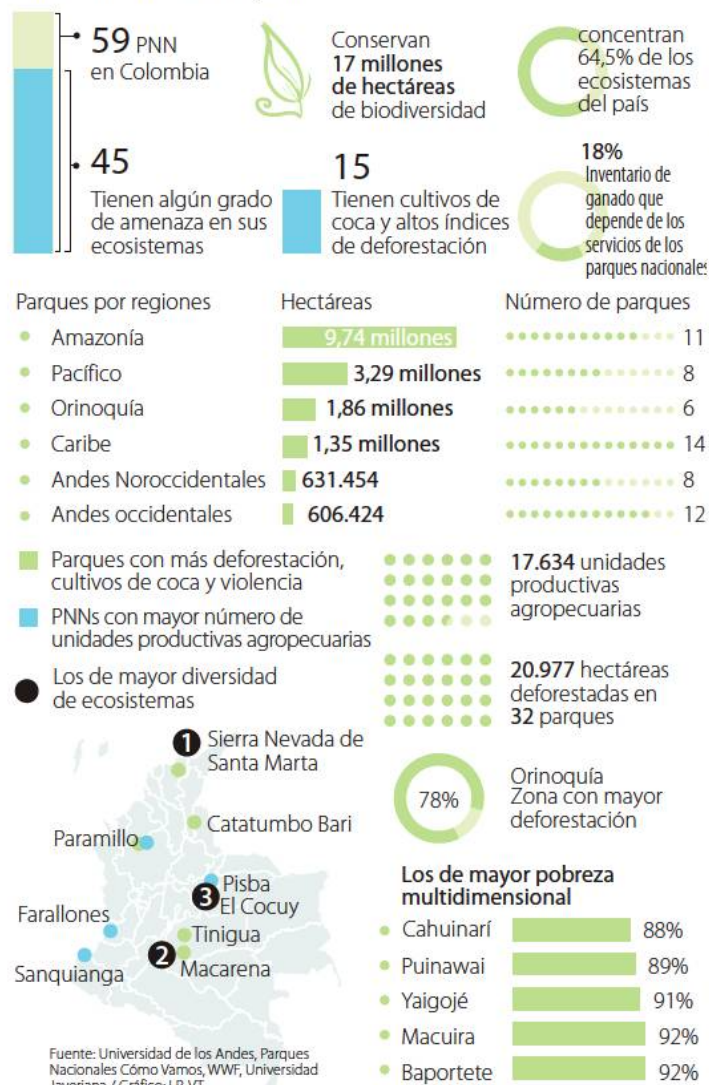 59 PNN
en Colombia
Conservan
17 millones
de hectáreas
de biodiversidad
concentran
64,5% de los
ecosistemas
del país
45
Tienen algún grado
de amenaza en sus
ecosistemas
15
Tienen cultivos de
coca y altos índices
de deforestación
18%
Inventario de
ganado que
depende de los
servicios de los
parques nacionales
Parques por regiones Hectáreas Número de parques
Amazonía 9,74 millones 11
Pacífico 3,29 millones 8
Orinoquía 1,86 millones 6
Caribe 1,35 millones 14
Andes Noroccidentales 631.454 8
Andes occidentales 606.424 12
Parques con más deforestación,
cultivos de coca y violencia
PNNs con mayor número de
unidades productivas agropecuarias
Los de mayor diversidad
de ecosistemas
17.634 unidades
productivas
agropecuarias
20.977 hectáreas
deforestadas en
32 parques
78%
Orinoquía
Zona con mayor
deforestación
1 Sierra Nevada de
Santa Marta
Catatumbo Bari
Paramillo
Pisba
3 El Cocuy
Farallones
Tinigua
2 Macarena
Sanquianga
Los de mayor pobreza
multidimensional
Cahuinarí 88%
Puinawai 89%
Yaigojé 91%
Macuira 92%
Baportete 92%
Fuente: Universidad de los Andes, Parques
Nacionales Cómo Vamos, WWF, Universidad
Javeriana / Gráfico: LR-VT